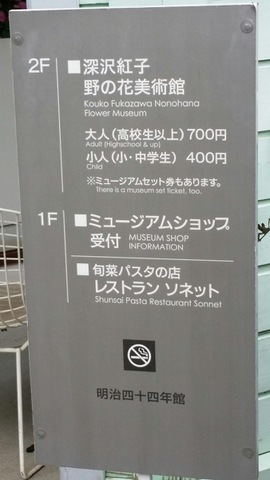 2F ■深沢紅子
野の花美術館
Kouko Fukazawa Nonohana
Flower Museum
大人(高校生以上)700円
Adult (Highschool & up)
小人(小・中学生) 400円
Child
※ミュージアムセット券もあります。
There is a museum set ticket, too.
1F ■ミュージアムショップ
受付 MUSEUM SHOP
INFORMATION
■旬菜パスタの店
レストラン ソネット
Shunsai Pasta Restaurant Sonnet
明治四十四年館